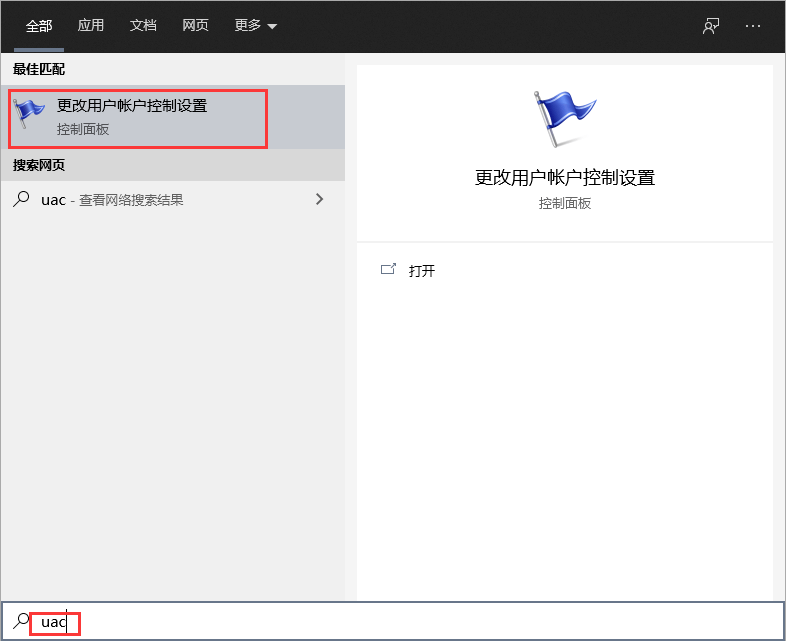 全部 应用 文档 网页 更多
最佳匹配
更改用户帐户控制设置
控制面板
搜索网页
uac - 查看网络搜索结果
更改用户帐户控制设置
控制面板
打开
uac